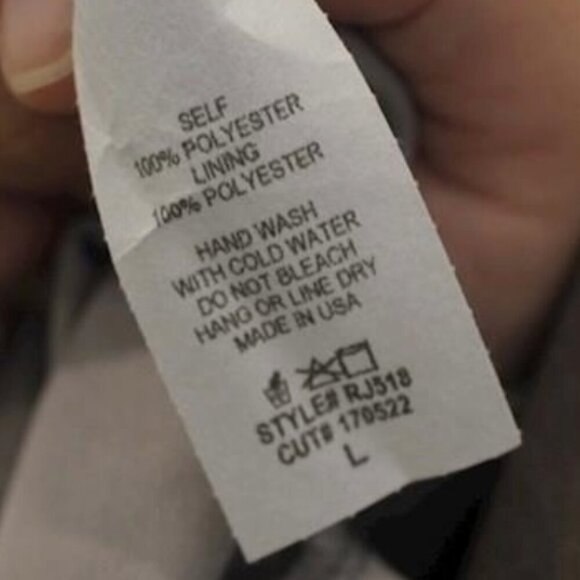 SELF
100% POLYESTER
LINING
100% POLYESTER
HAND WASH
WITH COLD WATER
DO NOT BLEACH
HANG OR LINE DRY
MADE IN USA
STYLE# RJ518
CUT# 170522
L